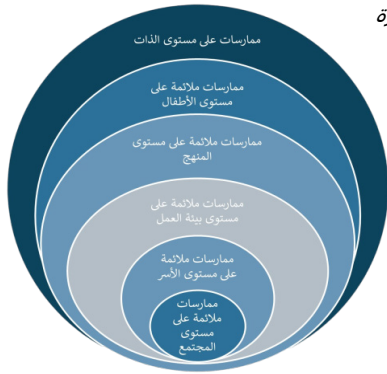 ممارسات على مستوى الذات
ممارسات ملائمة على
مستوى الأطفال
ممارسات ملائمة على مستوى
المنهج
ممارسات ملائمة على
مستوى بيئة العمل
ممارسات ملائمة
على مستوى الأسر
ممارسات
ملائمة على
مستوى
المجتمع